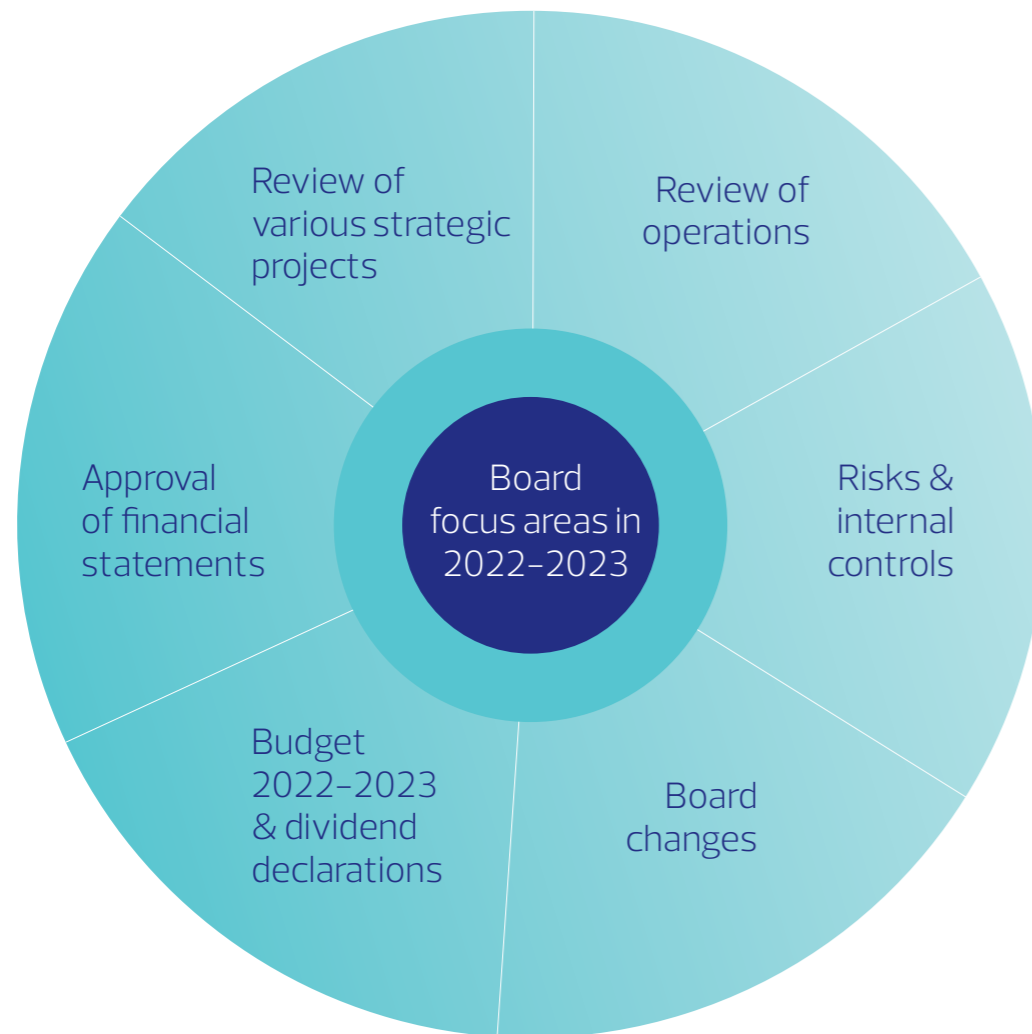 Board
focus areas in
2022–2023
Review of
operations
Risks &
internal
controls
Board
changes
Budget
2022–2023
& dividend
declarations
Approval
of financial
statements
Review of
various strategic
projects